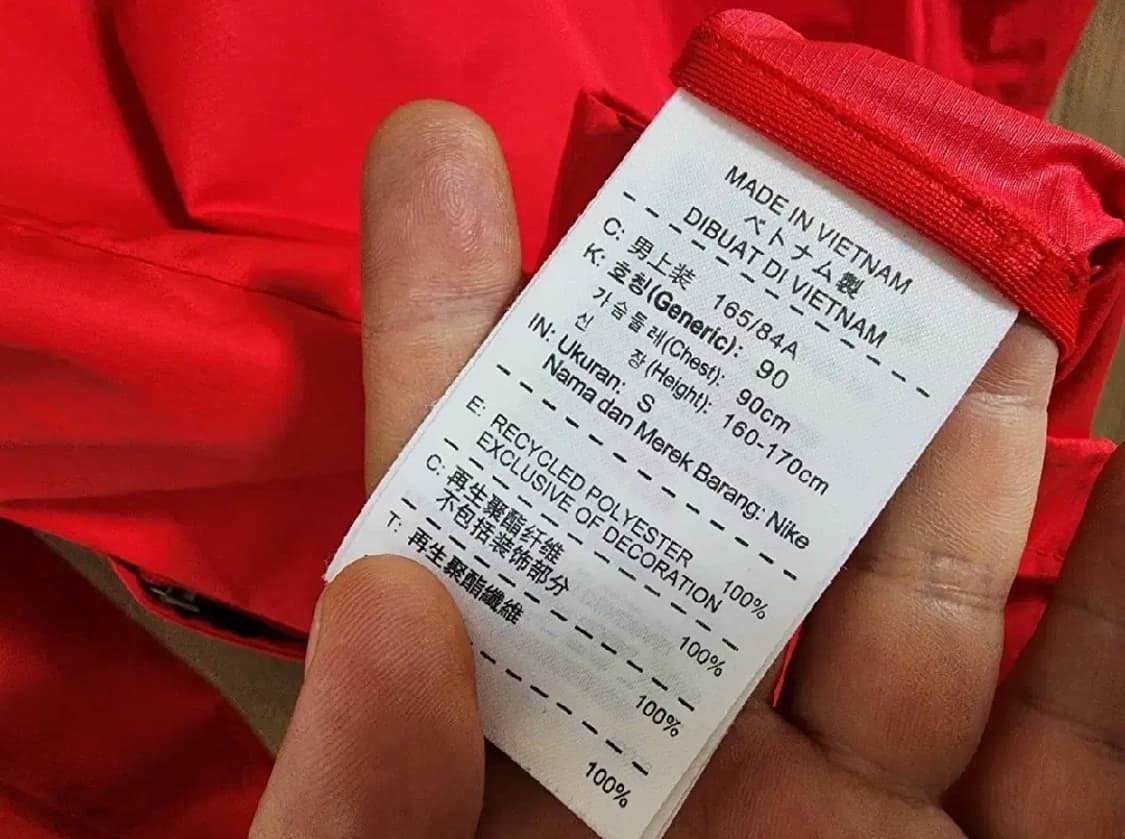 MADE IN VIETNAM
ベトナム製
DIBUAT DI VIETNAM
C: 男上装 165/84A
K: 호칭(Generic): 90
가슴둘레(Chest): 90cm
신 장(Height): 160-170cm
IN: Ukuran: S
Nama dan Merek Barang: Nike
E: RECYCLED POLYESTER 100%
EXCLUSIVE OF DECORATION
C: 再生聚酯纤维 100%
不包括装饰部分
T: 再生聚酯纖維 100%
100%